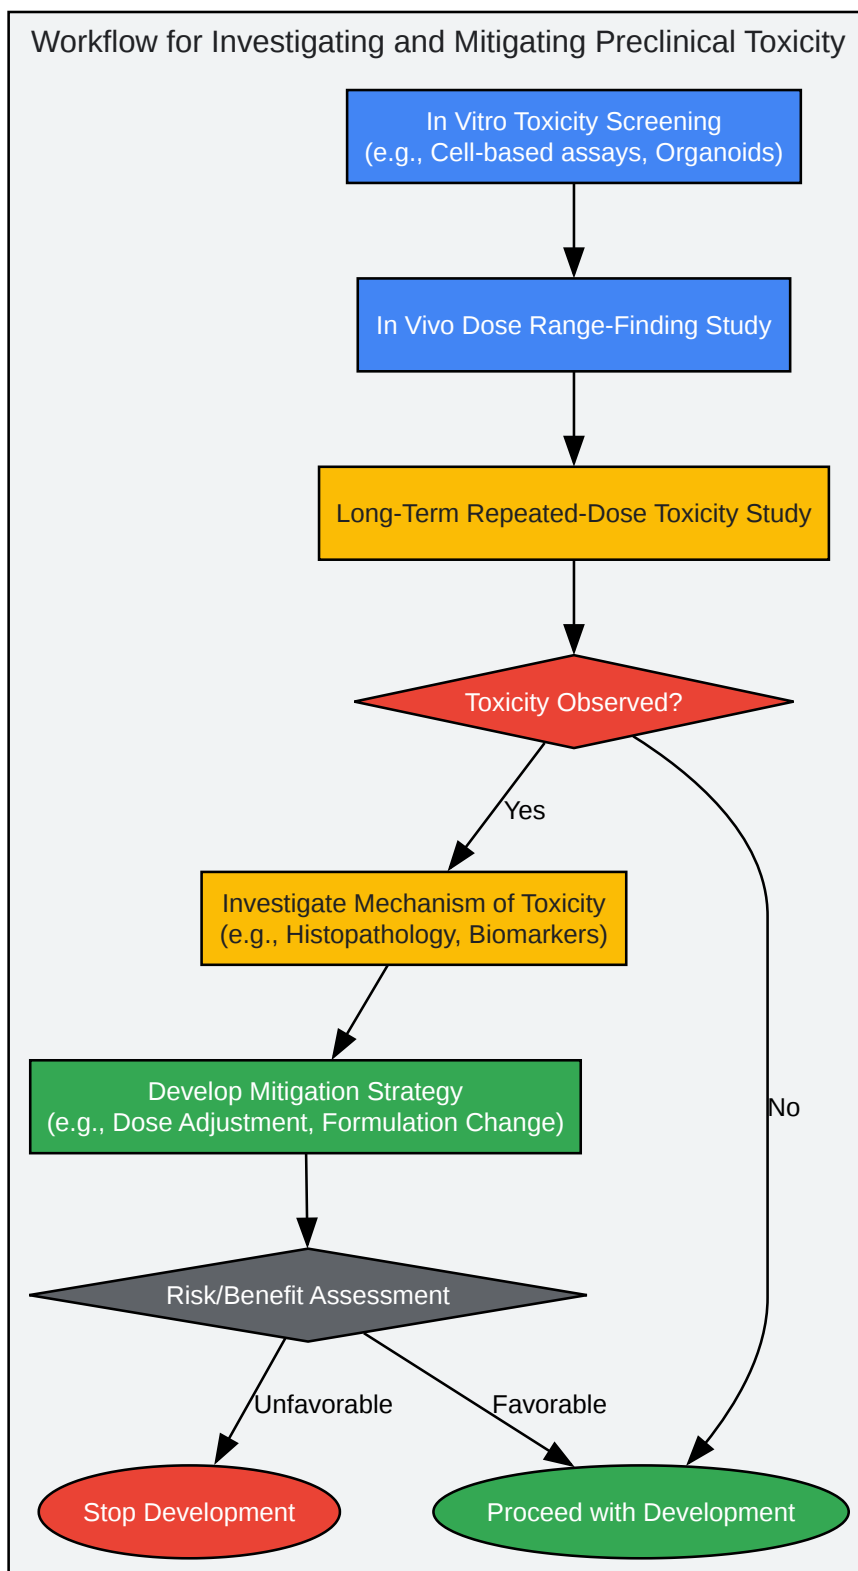 Workflow for Investigating and Mitigating Preclinical Toxicity
In Vitro Toxicity Screening
(e.g., Cell-based assays, Organoids)
In Vivo Dose Range-Finding Study
Long-Term Repeated-Dose Toxicity Study
Toxicity Observed?
Yes
Investigate Mechanism of Toxicity
(e.g., Histopathology, Biomarkers)
Develop Mitigation Strategy
(e.g., Dose Adjustment, Formulation Change)
No
Risk/Benefit Assessment
Unfavorable
Favorable
Stop Development
Proceed with Development